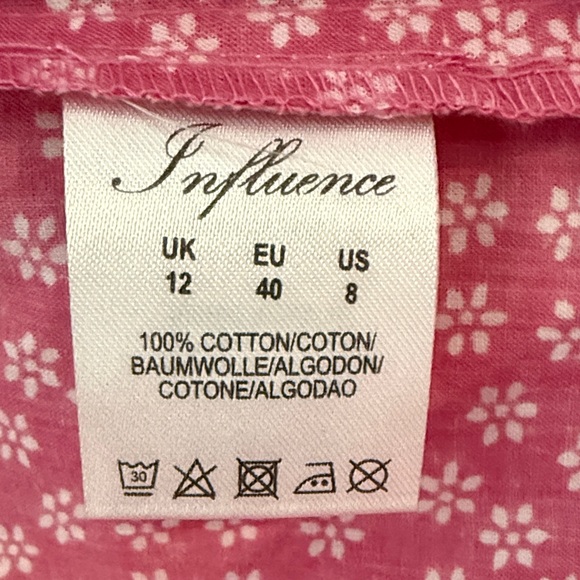 Influence
UK EU US
12 40 8
100% COTTON/COTON/
BAUMWOLLE/ALGODON/
COTONE/ALGODAO
30